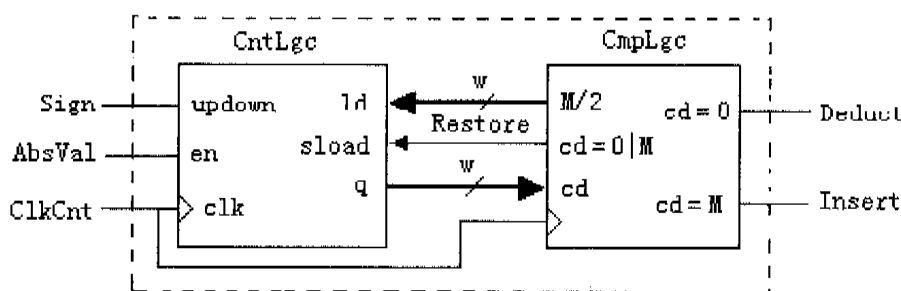 CntLgc
CmpLgc
Sign
AbsVal
ClkCnt
updown
en
clk
ld
sload
q
w
Restore
w
M/2
cd=0|M
cd
cd=0
cd=M
Deduct
Insert